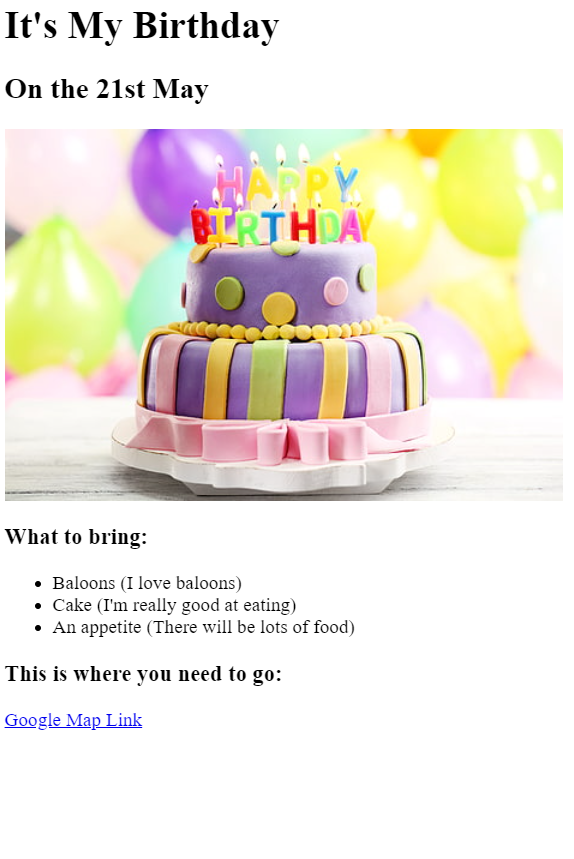 It's My Birthday
On the 21st May
HAPPY
BIRTHDAY
What to bring:
Baloons (I love baloons)
Cake (I'm really good at eating)
An appetite (There will be lots of food)
This is where you need to go:
Google Map Link